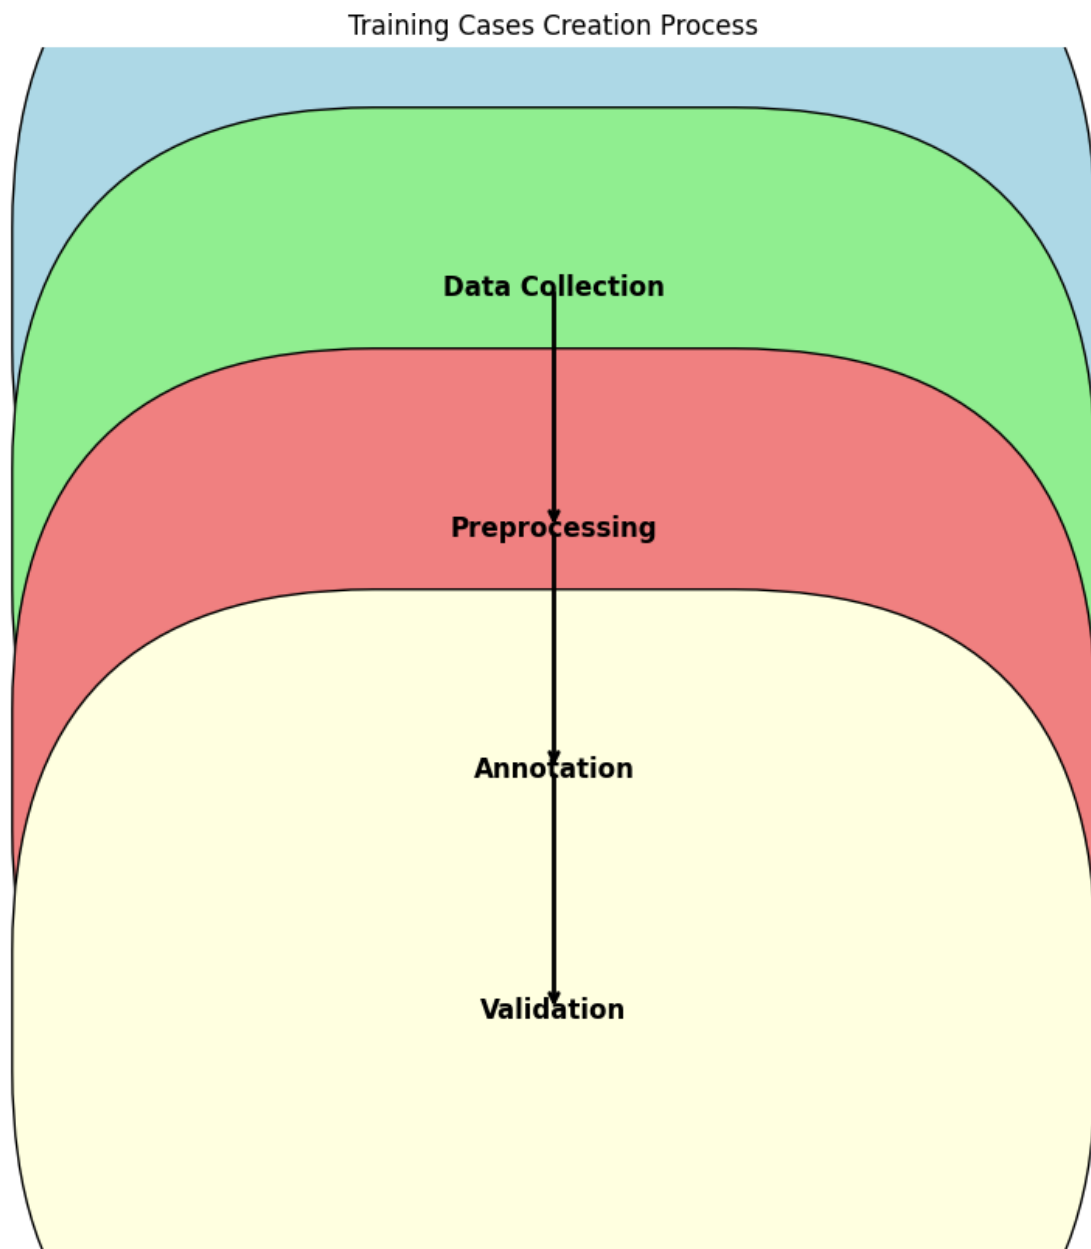 Training Cases Creation Process
Data Collection
Preprocessing
Annotation
Validation